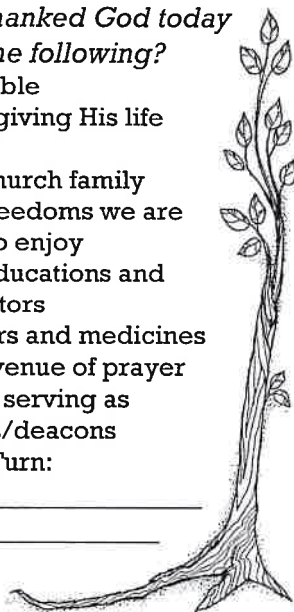 hanked God today
he following?
ble
giving His life
hurch family
reedoms we are
o enjoy
ducations and
tors
rs and medicines
venue of prayer
serving as
s/deacons
Turn: